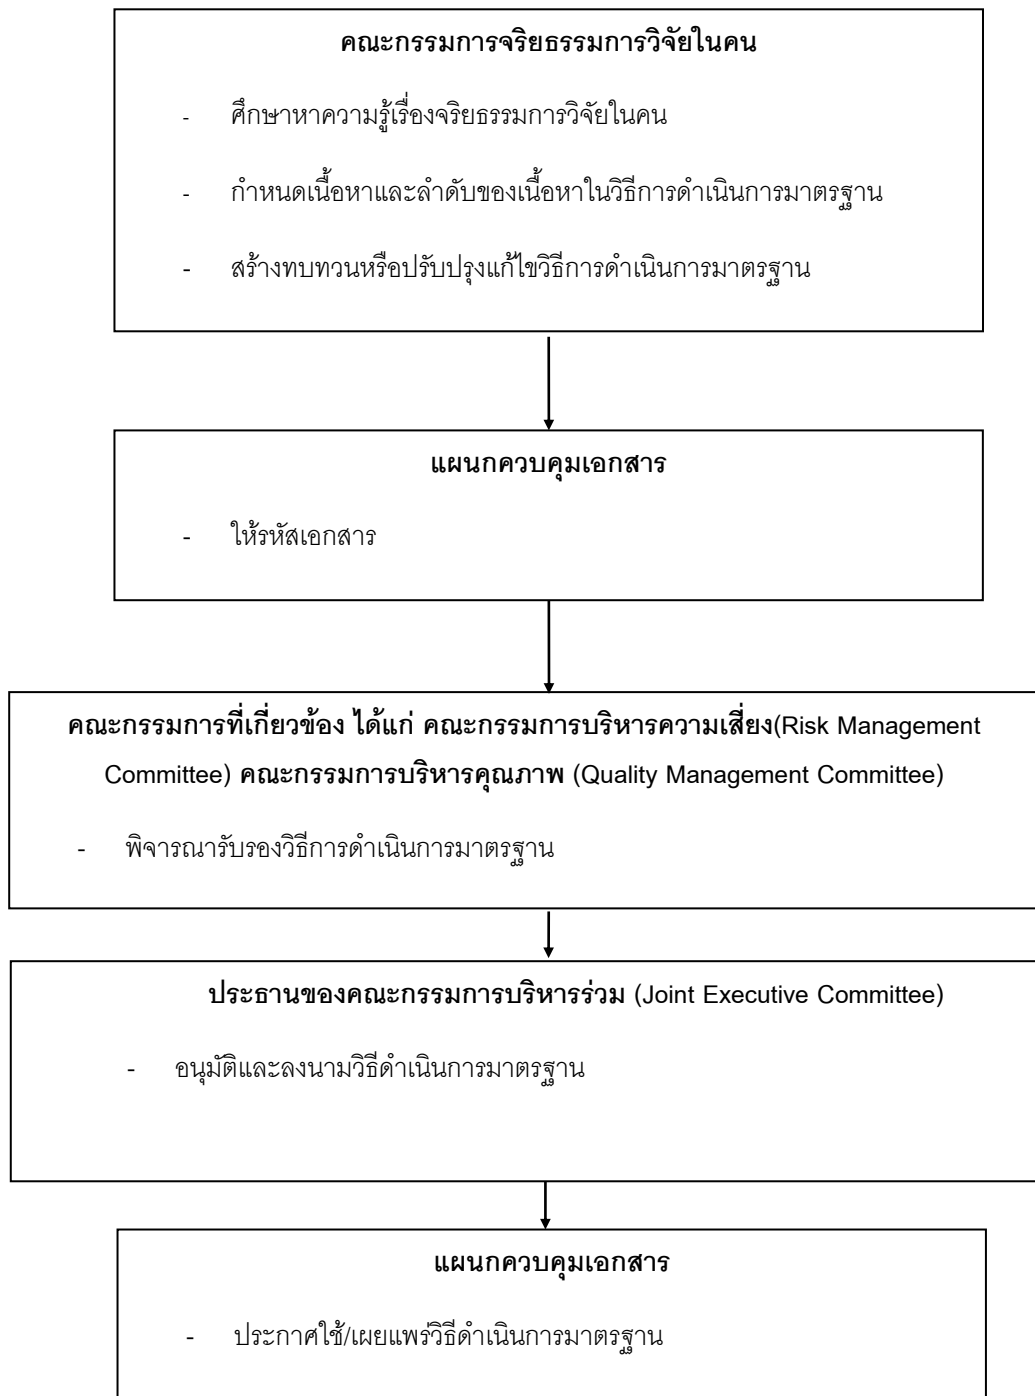 คณะกรรมการจริยธรรมการวิจัยในคน
- ศึกษาหาความรู้เรื่องจริยธรรมการวิจัยในคน
- กำหนดเนื้อหาและลำดับของเนื้อหาในวิธีการดำเนินการมาตรฐาน
- สร้างทบทวนหรือปรับปรุงแก้ไขวิธีการดำเนินการมาตรฐาน
แผนกควบคุมเอกสาร
- ให้รหัสเอกสาร
คณะกรรมการที่เกี่ยวข้อง ได้แก่ คณะกรรมการบริหารความเสี่ยง(Risk Management
Committee) คณะกรรมการบริหารคุณภาพ (Quality Management Committee)
- พิจารณารับรองวิธีการดำเนินการมาตรฐาน
ประธานของคณะกรรมการบริหารร่วม (Joint Executive Committee)
- อนุมัติและลงนามวิธีดำเนินการมาตรฐาน
แผนกควบคุมเอกสาร
- ประกาศใช้/เผยแพร่วิธีดำเนินการมาตรฐาน